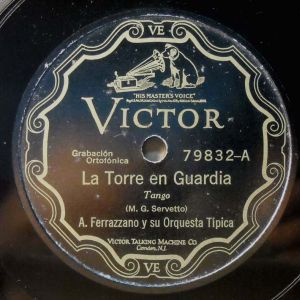 VE
"HIS MASTER'S VOICE"
VICTOR
Grabación
Ortofónica
79832-A
La Torre en Guardia
Tango
(M. G. Servetto)
A. Ferrazzano y su Orquesta Tipica
VICTOR TALKING MACHINE CO
Camden, N.J.
VE